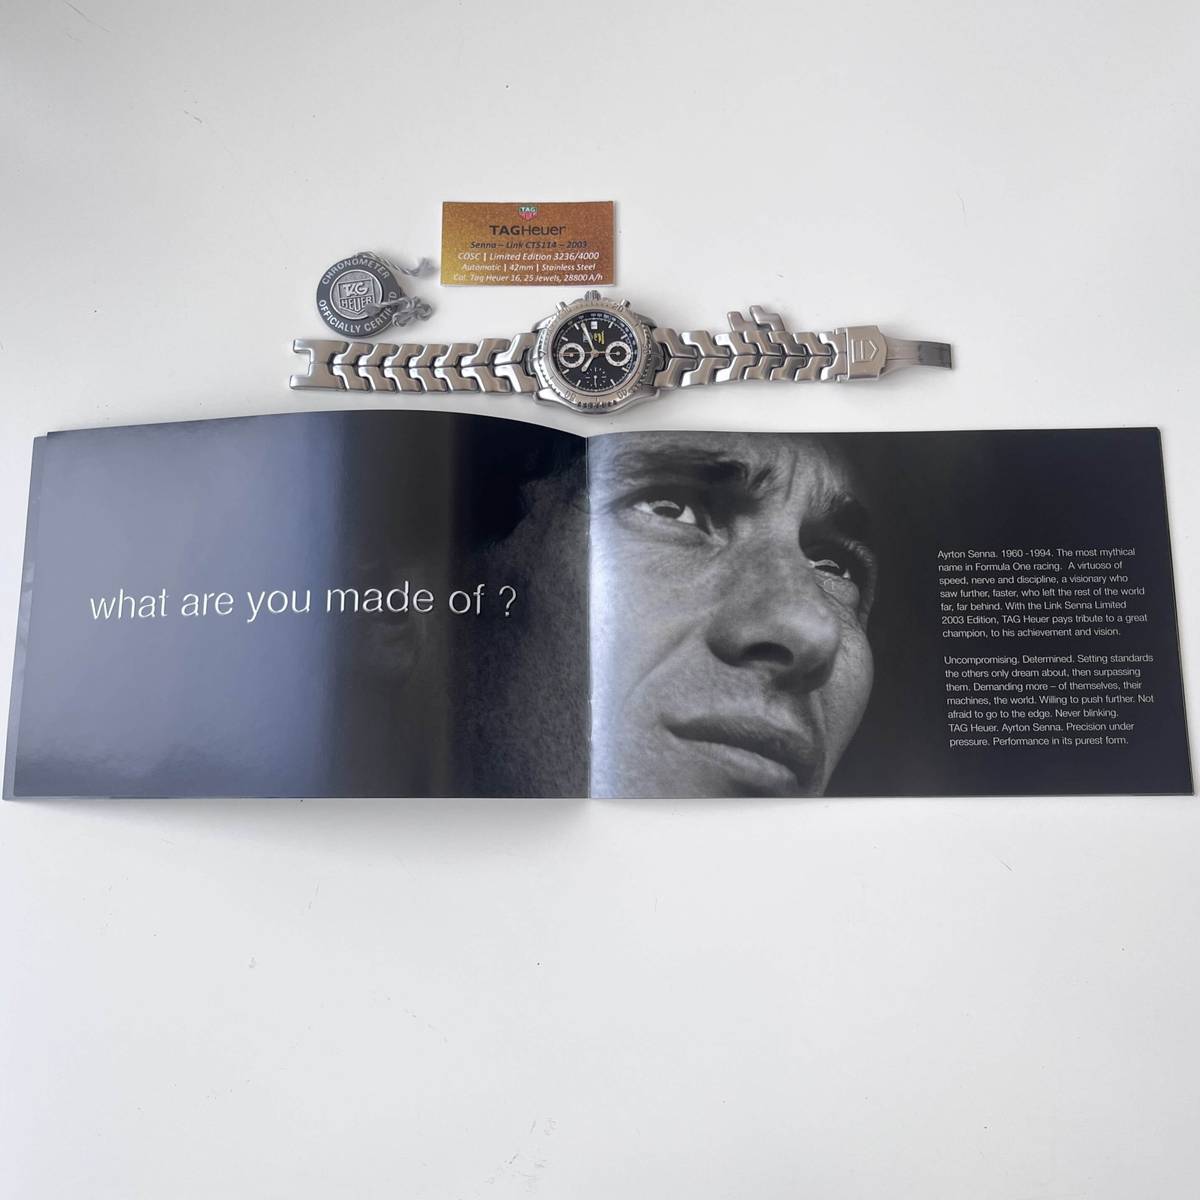 TAG
HEUER
TAGHeuer
Senna – Link CT5114 – 2003
COSC | Limited Edition 3236/4000
Automatic | 42mm | Stainless Steel
Cal. Tag Heuer 16, 25 Jewels, 28800 A/h
CHRONOMETER
TAG
HEUER
OFFICIALLY CERTIFIED
what are you made of ?
Ayrton Senna. 1960 -1994. The most mythical
name in Formula One racing. A virtuoso of
speed, nerve and discipline, a visionary who
saw further, faster, who left the rest of the world
far, far behind. With the Link Senna Limited
2003 Edition, TAG Heuer pays tribute to a great
champion, to his achievement and vision.
Uncompromising. Determined. Setting standards
the others only dream about, then surpassing
them. Demanding more – of themselves, their
machines, the world. Willing to push further. Not
afraid to go to the edge. Never blinking.
TAG Heuer. Ayrton Senna. Precision under
pressure. Performance in its purest form.